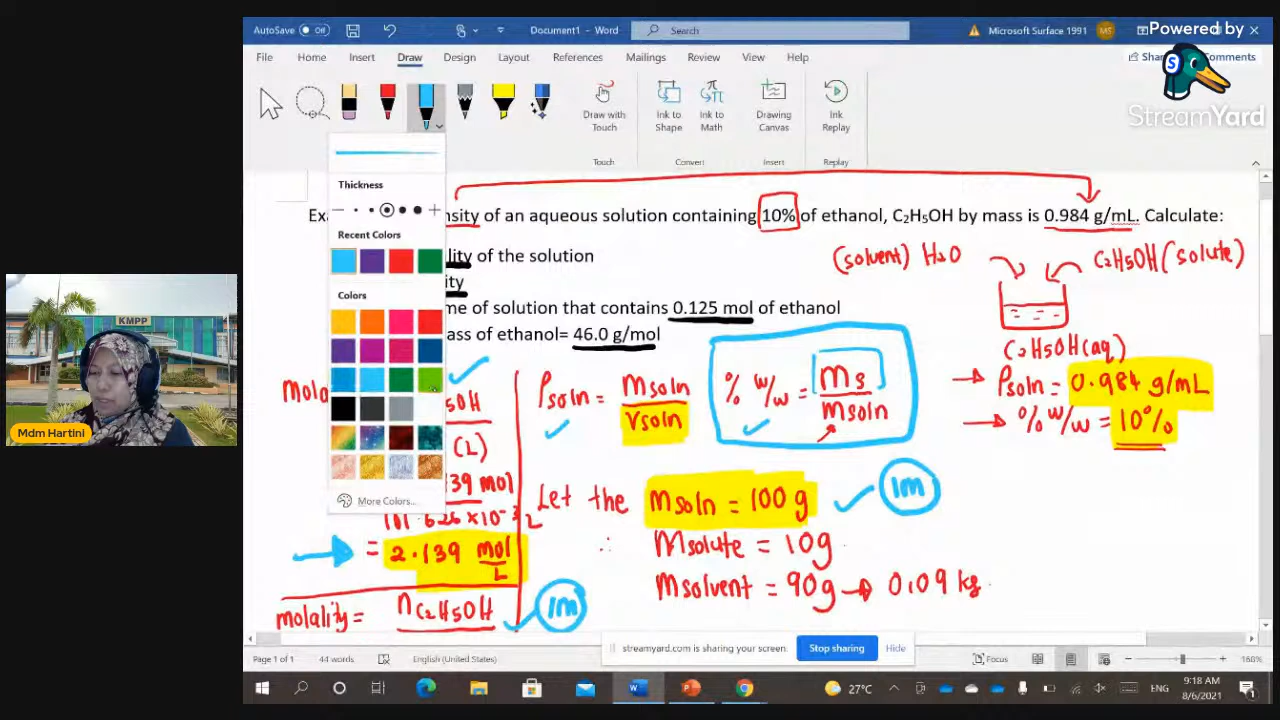 AutoSave Off Document1 - Word Search Microsoft Surface 1991 MS
Powered by
StreamYard
File Home Insert Draw Design Layout References Mailings Review View Help Comments
Draw with Touch
Ink to Shape
Ink to Math
Drawing Canvas
Ink Replay
Touch Convert Insert Replay
Thickness
Recent Colors
Colors
More Colors...
of an aqueous solution containing 10% of ethanol, C2H5OH by mass is 0.984 g/mL. Calculate:
of the solution
of solution that contains 0.125 mol of ethanol
of ethanol= 46.0 g/mol
(solvent) H2O
C2H5OH (solute)
C2H5OH(aq)
ρsoln = 0.984 g/mL
% w/w = 10%
(L)
101.626 x 10-3 L
= 2.139 mol/L
molality = nC2H5OH
1m
ρsoln = msoln / Vsoln
% w/w = ms / msoln
Let the msoln = 100 g
1m
∴ msolute = 10g
msolvent = 90g → 0.09 kg
KMPP
Mdm Hartini
streamyard.com is sharing your screen. Stop sharing Hide
Page 1 of 1 44 words English (United States) Focus 168%
27°C ENG 9:18 AM
8/6/2021